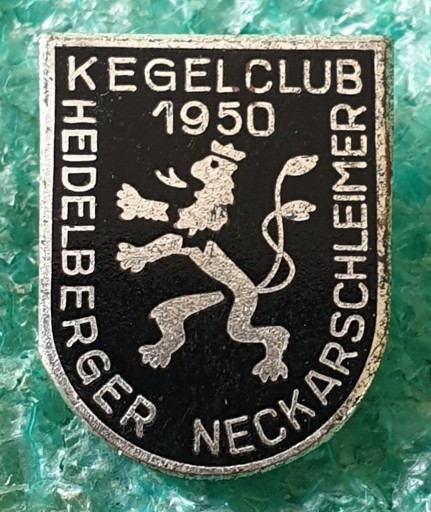 KEGELCLUB
1950
HEIDELBERGER NECKARSCHLEIMER